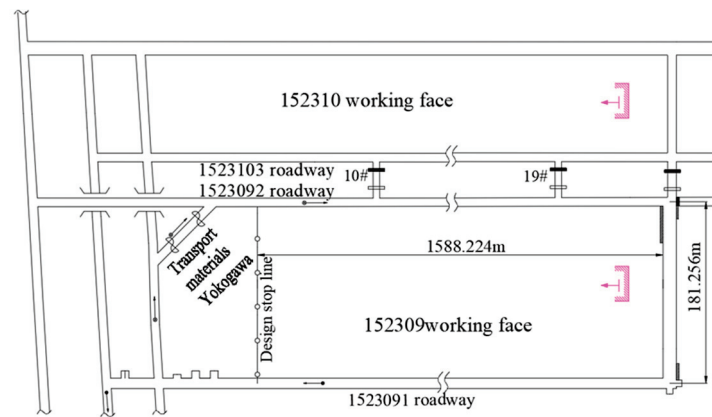 152310 working face
1523103 roadway
10#
19#
1523092 roadway
Transport
materials
Yokogawa
Design stop line
1588.224m
181.256m
152309working face
1523091 roadway